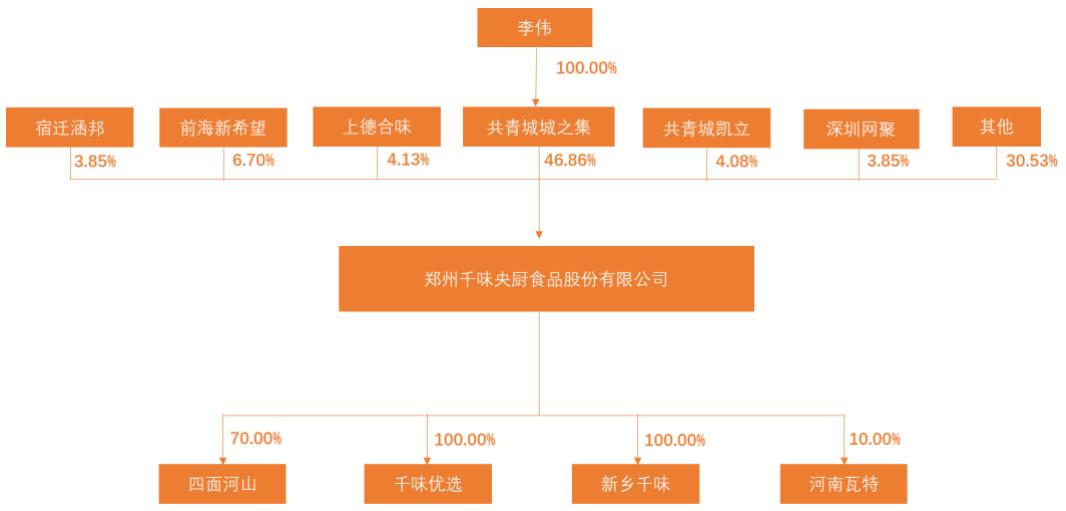 李伟
100.00%
宿迁涵邦
前海新希望
上德合味
共青城城之集
共青城凯立
深圳网聚
其他
3.85%
6.70%
4.13%
46.86%
4.08%
3.85%
30.53%
郑州千味央厨食品股份有限公司
70.00%
100.00%
100.00%
10.00%
四面河山
千味优选
新乡千味
河南瓦特